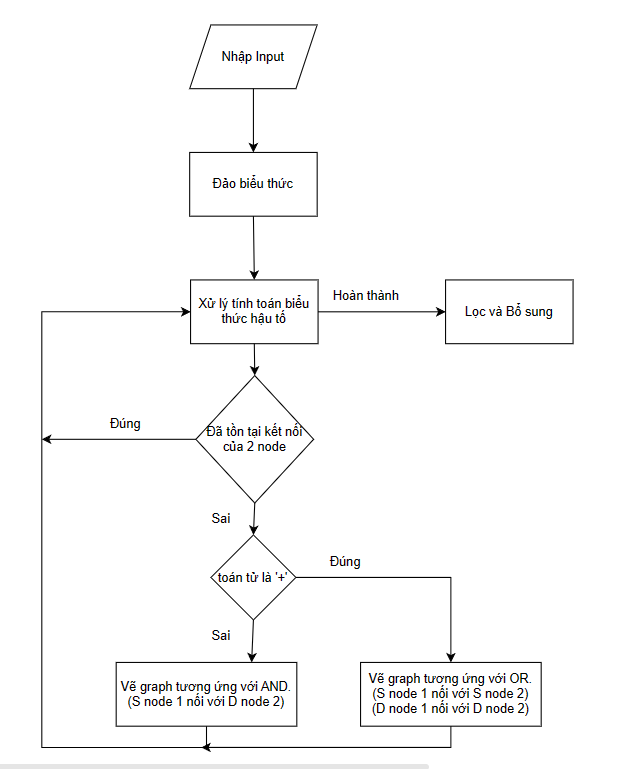 Nhập Input
Đảo biểu thức
Xử lý tính toán biểu
thức hậu tố
Hoàn thành
Lọc và Bổ sung
Đúng
Đã tồn tại kết nối
của 2 node
Sai
toán tử là '+'
Đúng
Sai
Vẽ graph tương ứng với AND.
(S node 1 nối với D node 2)
Vẽ graph tương ứng với OR.
(S node 1 nối với S node 2)
(D node 1 nối với D node 2)